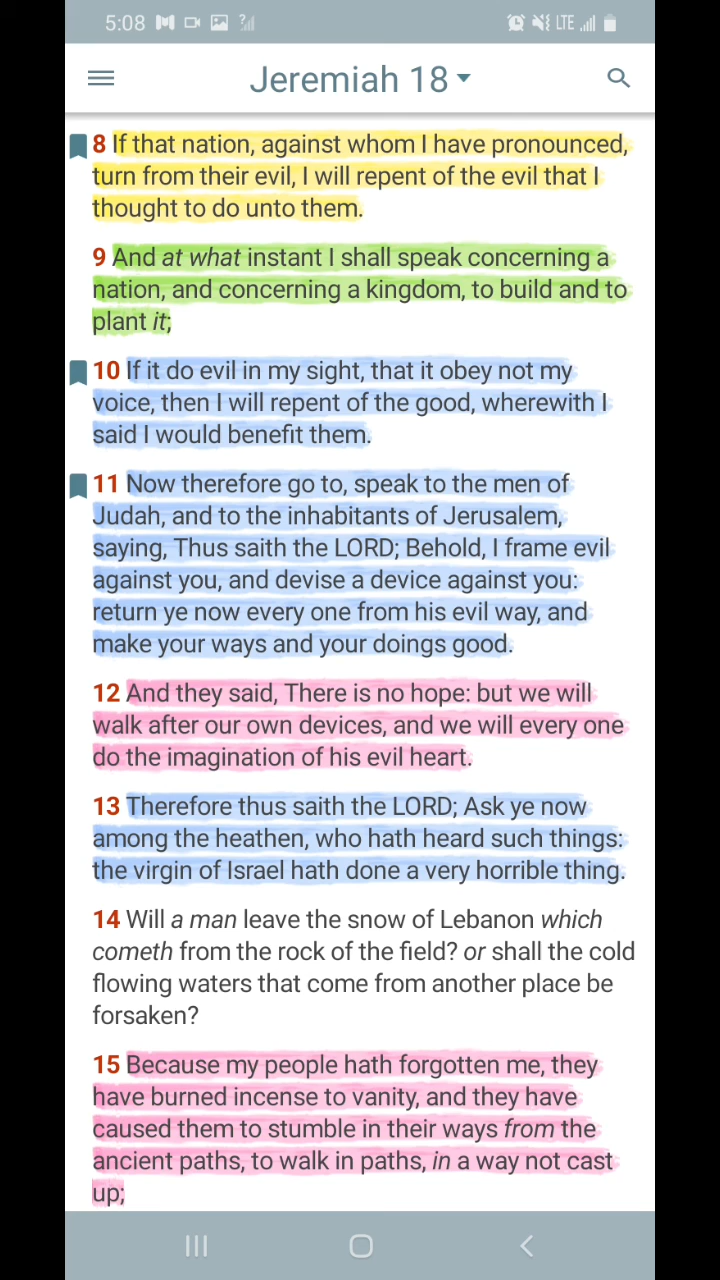 5:08
LTE
Jeremiah 18
8 If that nation, against whom I have pronounced,
turn from their evil, I will repent of the evil that I
thought to do unto them.
9 And at what instant I shall speak concerning a
nation, and concerning a kingdom, to build and to
plant it;
10 If it do evil in my sight, that it obey not my
voice, then I will repent of the good, wherewith I
said I would benefit them.
11 Now therefore go to, speak to the men of
Judah, and to the inhabitants of Jerusalem,
saying, Thus saith the LORD; Behold, I frame evil
against you, and devise a device against you:
return ye now every one from his evil way, and
make your ways and your doings good.
12 And they said, There is no hope: but we will
walk after our own devices, and we will every one
do the imagination of his evil heart.
13 Therefore thus saith the LORD; Ask ye now
among the heathen, who hath heard such things:
the virgin of Israel hath done a very horrible thing.
14 Will a man leave the snow of Lebanon which
cometh from the rock of the field? or shall the cold
flowing waters that come from another place be
forsaken?
15 Because my people hath forgotten me, they
have burned incense to vanity, and they have
caused them to stumble in their ways from the
ancient paths, to walk in paths, in a way not cast
up;